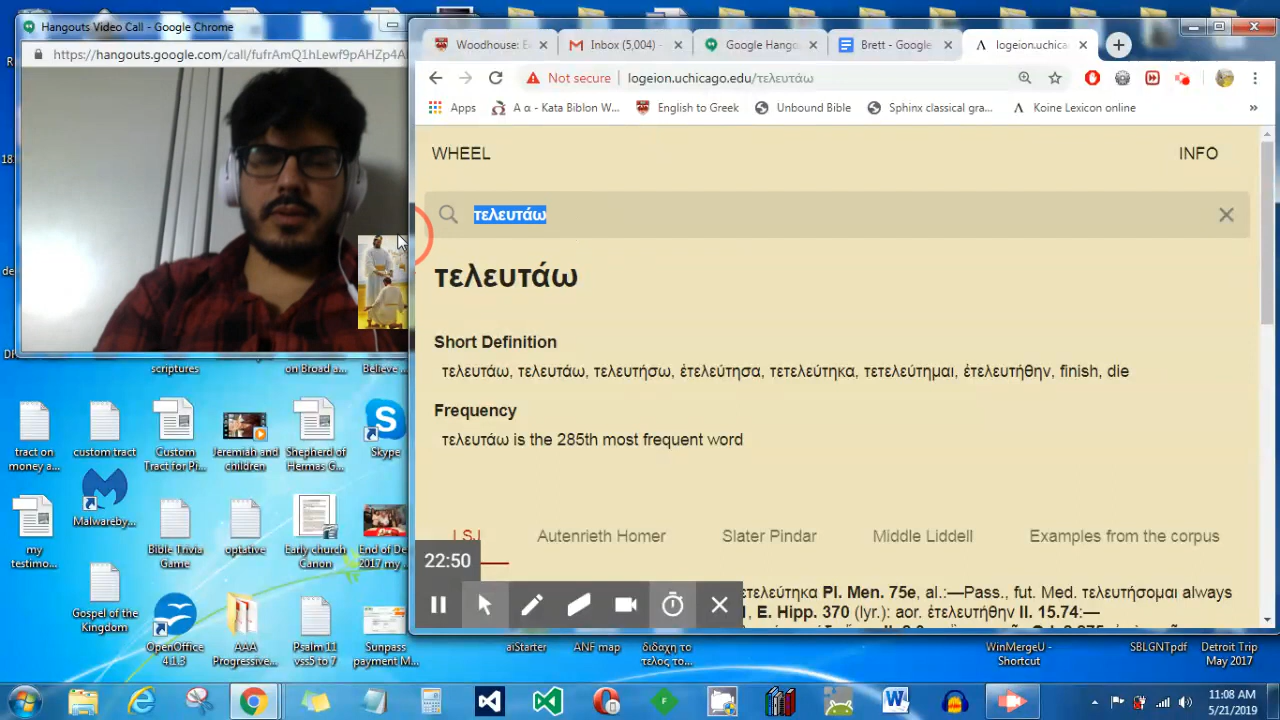 Hangouts Video Call - Google Chrome
https://hangouts.google.com/call/fufrAmQ1hLewf9pAHZp4A
Woodhouse: E
Inbox (5,004) -
Google Hango
Brett - Google
logeion.uchica
Not secure
logeion.uchicago.edu/τελευτάω
Apps
Α α - Kata Biblon W...
English to Greek
Unbound Bible
Sphinx classical gra...
Koine Lexicon online
»
WHEEL
INFO
τελευτάω
τελευτάω
Short Definition
τελευτάω, τελευτάω, τελευτήσω, ἐτελεύτησα, τετελεύτηκα, τετελεύτημαι, ἐτελευτήθην, finish, die
Frequency
τελευτάω is the 285th most frequent word
LSJ
Autenrieth Homer
Slater Pindar
Middle Liddell
Examples from the corpus
τετελεύτηκα Pl. Men. 75e, al.:—Pass., fut. Med. τελευτήσομαι always
, E. Hipp. 370 (lyr.): aor. ἐτελευτήθην Il. 15.74:—
22:50
scriptures
on Broad a...
Believe ...
tract on
money a...
custom tract
Custom
Tract for Pi...
Jeremiah and
children
Shepherd of
Hermas G...
Skype
my
testimo...
Malwareby...
Bible Trivia
Game
optative
Early church
Canon
End of De
2017 my ...
Gospel of the
Kingdom
OpenOffice
4.1.3
AAA
Progressive...
Psalm 11
vss5 to 7
Sunpass
payment M...
aiStarter
ANF map
διδαχη το
τελος το...
WinMergeU -
Shortcut
SBLGNTpdf
Detroit Trip
May 2017
11:08 AM
5/21/2019